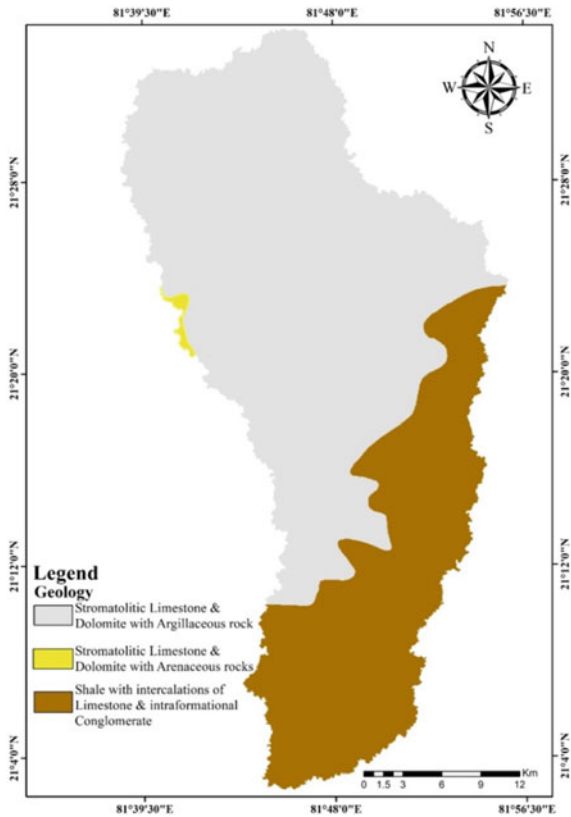 81°39'30"E 81°48'0"E 81°56'30"E
N
W E
S
21°28'0"N 21°28'0"N
21°20'0"N 21°20'0"N
21°12'0"N 21°12'0"N
Legend
Geology
Stromatolitic Limestone &
Dolomite with Argillaceous rock
Stromatolitic Limestone &
Dolomite with Arenaceous rocks
Shale with intercalations of
Limestone & intraformational
Conglomerate
21°4'0"N 21°4'0"N
Km
0 1.5 3 6 9 12
81°39'30"E 81°48'0"E 81°56'30"E